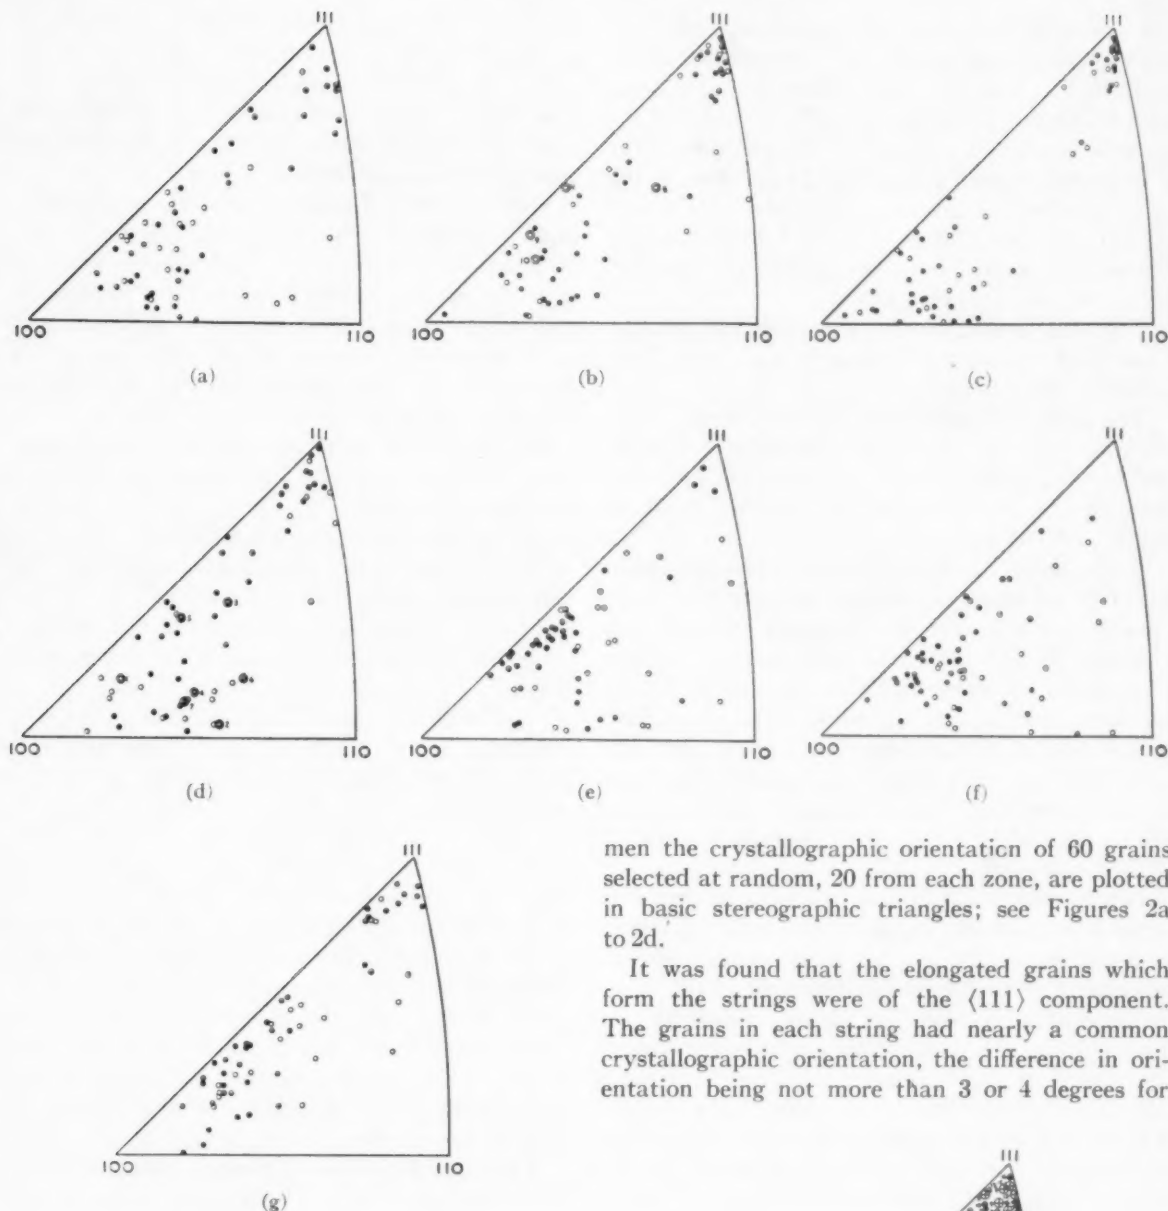 111
111
111
100
110
100
110
100
110
(a)
(b)
(c)
111
111
111
100
110
100
110
100
110
(d)
(e)
(f)
111
100
110
(g)
men the crystallographic orientation of 60 grains
selected at random, 20 from each zone, are plotted
in basic stereographic triangles; see Figures 2a
to 2d.
It was found that the elongated grains which
form the strings were of the ⟨111⟩ component.
The grains in each string had nearly a common
crystallographic orientation, the difference in ori-
entation being not more than 3 or 4 degrees for
111